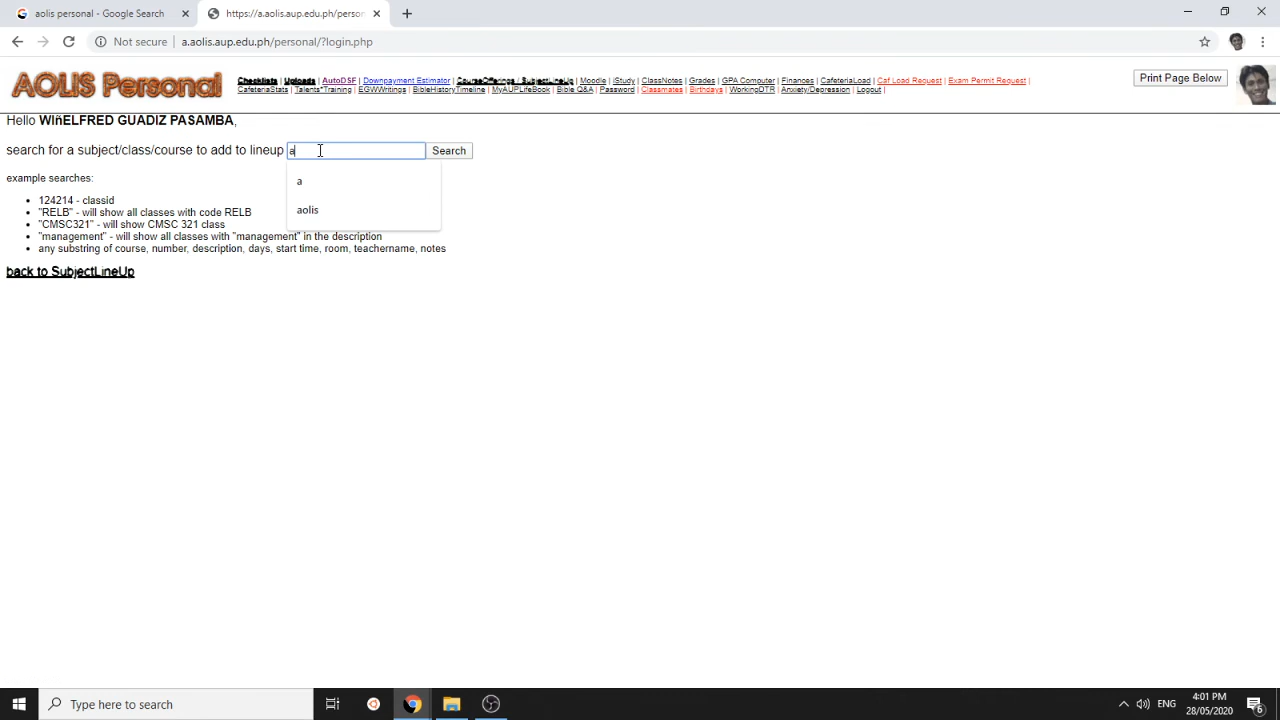 aolis personal - Google Search
https://a.aolis.aup.edu.ph/person
Not secure | a.aolis.aup.edu.ph/personal/?login.php
AOLIS Personal
Checklists | Uploads | AutoDSF | Downpayment Estimator | CourseOfferings / SubjectLineUp | Moodle | iStudy | ClassNotes | Grades | GPA Computer | Finances | CafeteriaLoad | Caf Load Request | Exam Permit Request |
CafeteriaStats | Talents*Training | EGWWritings | BibleHistoryTimeline | MyAUPLifeBook | Bible Q&A | Password | Classmates | Birthdays | WorkingDTR | Anxiety/Depression | Logout |
Print Page Below
Hello WIñELFRED GUADIZ PASAMBA,
search for a subject/class/course to add to lineup a Search
a
aolis
example searches:
• 124214 - classid
• "RELB" - will show all classes with code RELB
• "CMSC321" - will show CMSC 321 class
• "management" - will show all classes with "management" in the description
• any substring of course, number, description, days, start time, room, teachername, notes
back to SubjectLineUp
Type here to search
ENG
4:01 PM
28/05/2020
6